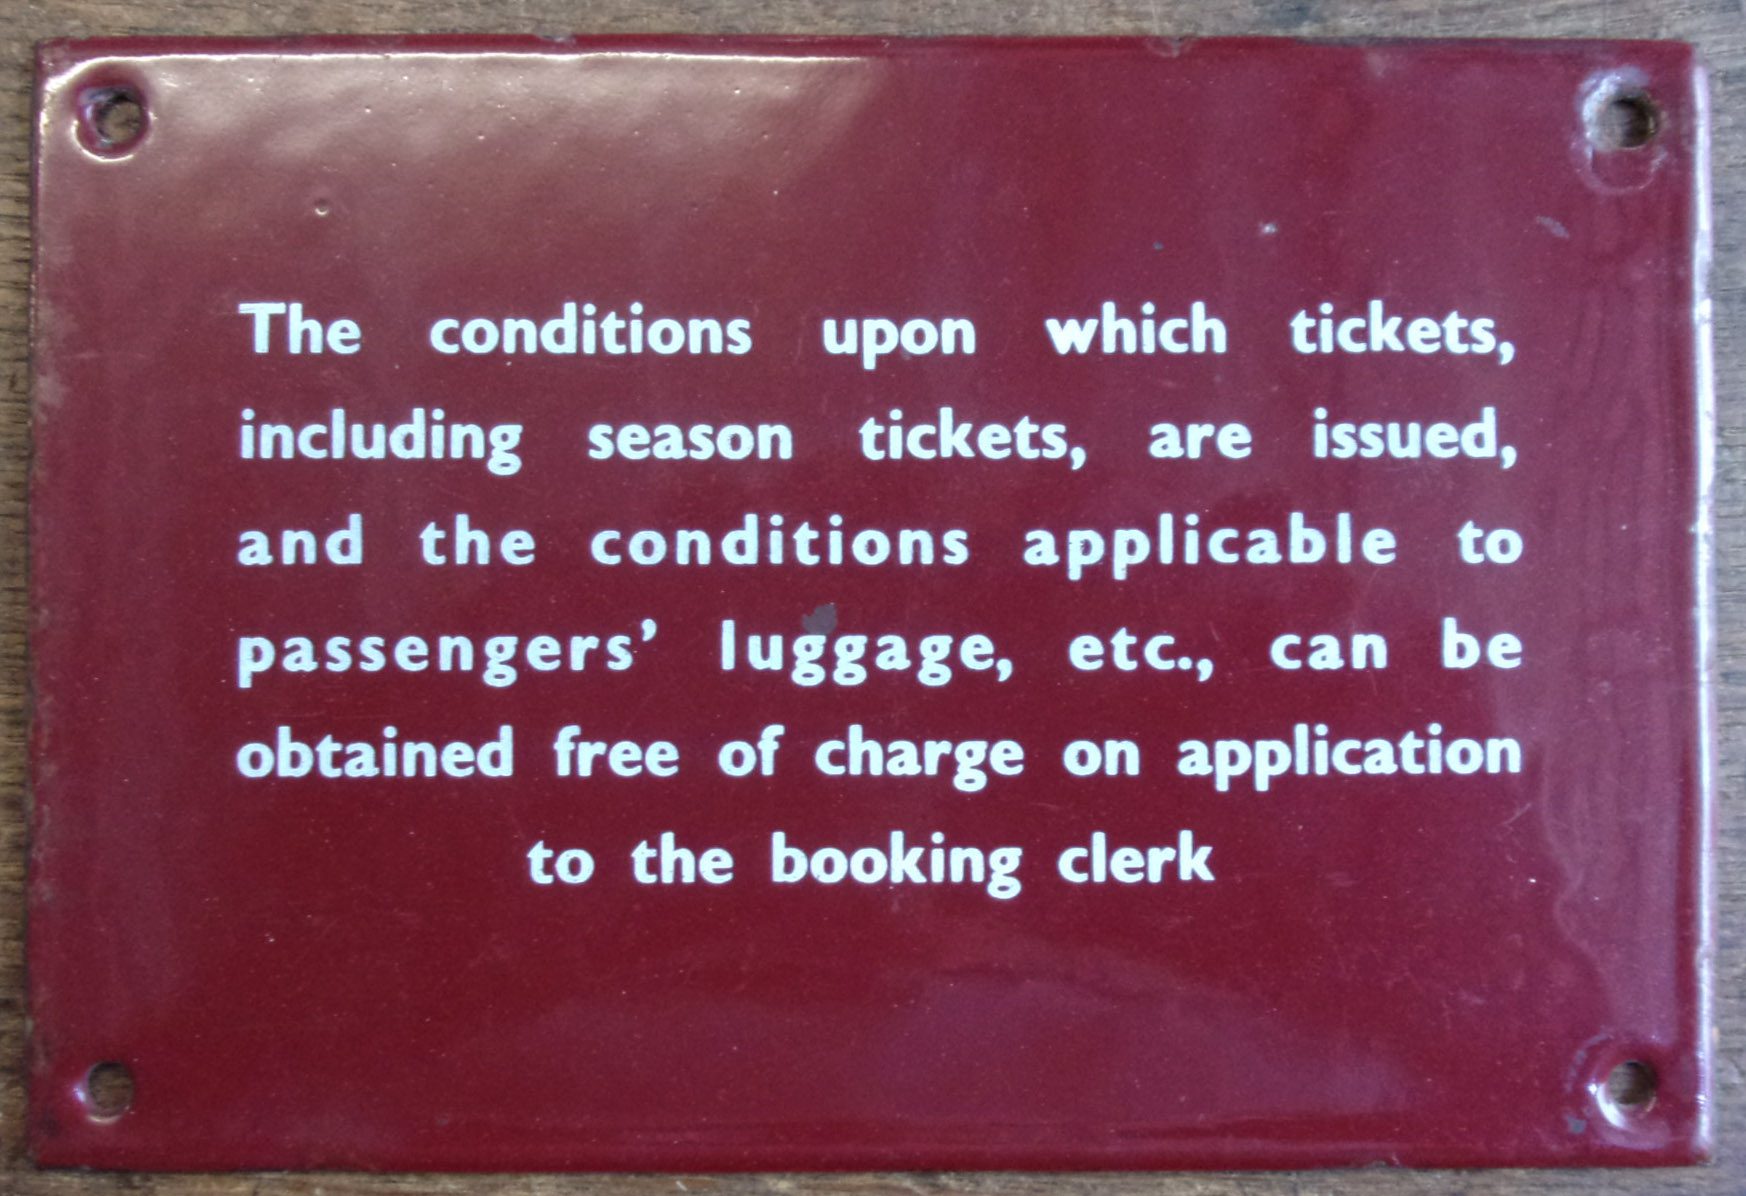 The conditions upon which tickets,
including season tickets, are issued,
and the conditions applicable to
passengers’ luggage, etc., can be
obtained free of charge on application
to the booking clerk